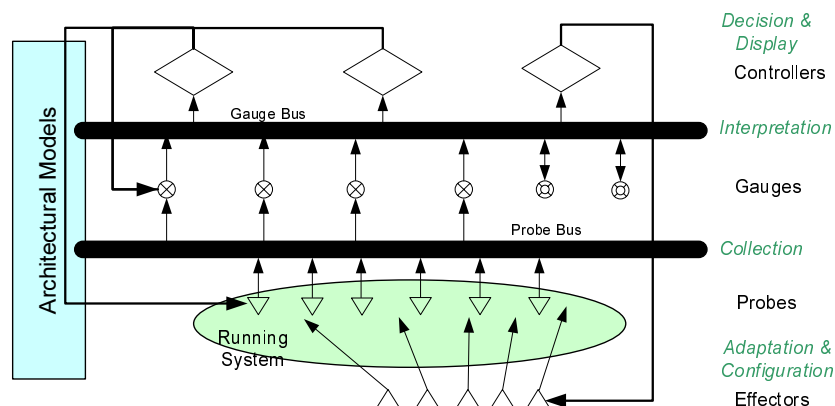 Decision &
Display
Controllers
Gauge Bus
Interpretation
Architectural Models
Gauges
Probe Bus
Collection
Probes
Running
System
Adaptation &
Configuration
Effectors